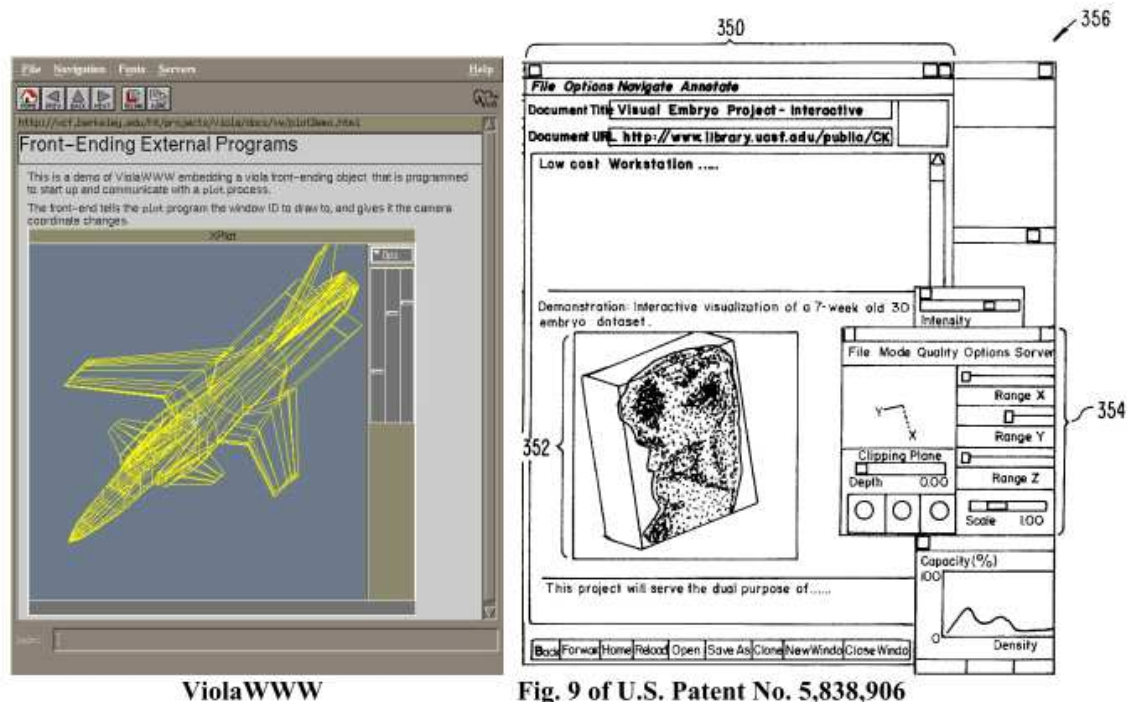 File Navigation Fonts Servers Help
Front-Ending External Programs
This is a demo of ViolaWWW embedding a viola front-ending object that is programmed
to start up and communicate with a plot process.
The front-end tells the plot program the window ID to draw to, and gives it the camera
coordinate changes.
XPlot
ViolaWWW
350
356
File Options Navigate Annotate
Document Title Visual Embryo Project - Interactive
Document URL http://www.library.ucsf.edu/public/CK
Low cost Workstation .....
Demonstration: Interactive visualization of a 7-week old 3D
embryo dataset.
Intensity
File Mode Quality Options Server
Range X
Y
X
Range Y
Clipping Plane
Depth 0.00
Range Z
Scale 1.00
354
352
Capacity (%)
100
0
Density
This project will serve the dual purpose of......
Back Forwar Home Reload Open Save As Clone New Windo Close Windo
Fig. 9 of U.S. Patent No. 5,838,906